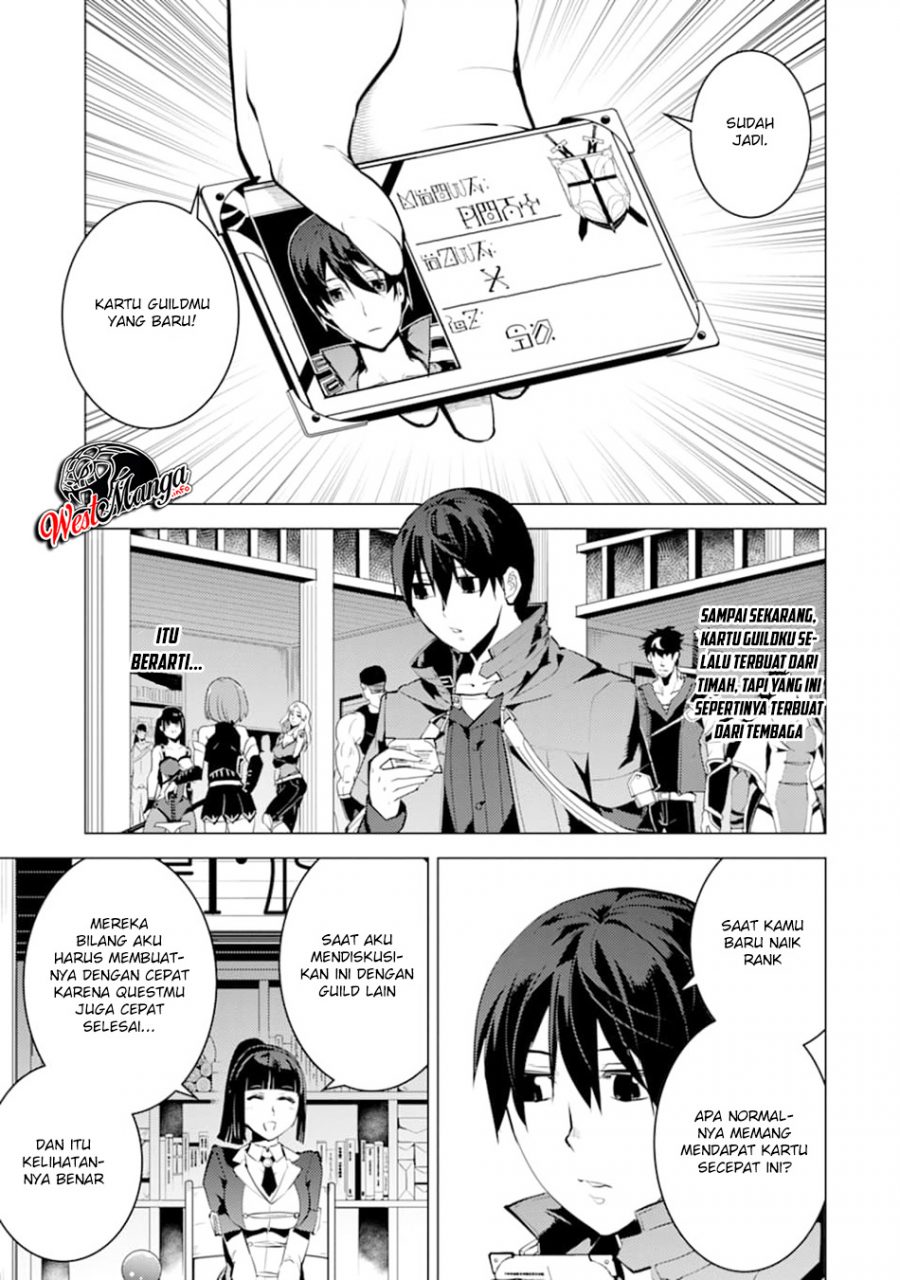 SUDAH
JADI.
KARTU GUILDMU
YANG BARU!
WestManga
.info
SAMPAI SEKARANG,
KARTU GUILDKU SE-
LALU TERBUAT DARI
TIMAH, TAPI YANG INI
SEPERTINYA TERBUAT
DARI TEMBAGA
ITU
BERARTI...
SAAT KAMU
BARU NAIK
RANK
APA NORMAL-
NYA MEMANG
MENDAPAT KARTU
SECEPAT INI?
SAAT AKU
MENDISKUSI-
KAN INI DENGAN
GUILD LAIN
MEREKA
BILANG AKU
HARUS MEMBUAT-
NYA DENGAN CEPAT
KARENA QUESTMU
JUGA CEPAT
SELESAI...
DAN ITU
KELIHATAN-
NYA BENAR